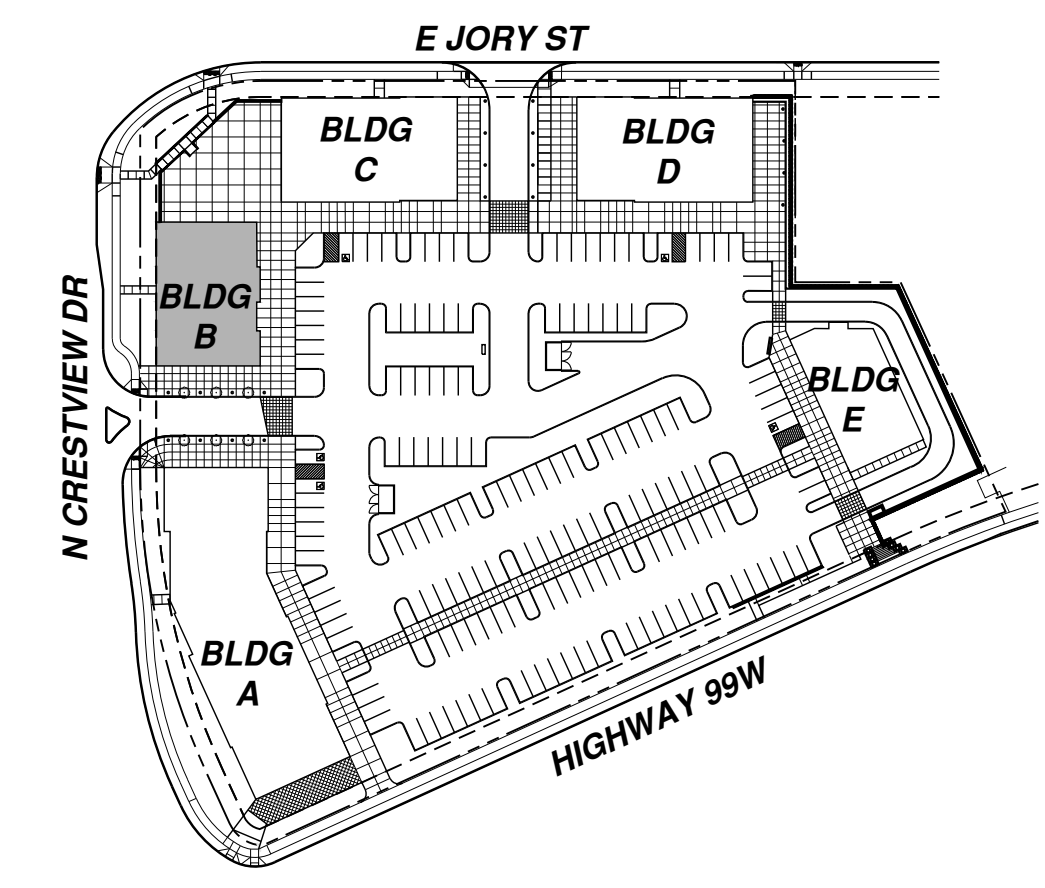 E JORY ST
BLDG
C
BLDG
D
N CRESTVIEW DR
BLDG
B
BLDG
E
BLDG
A
HIGHWAY 99W